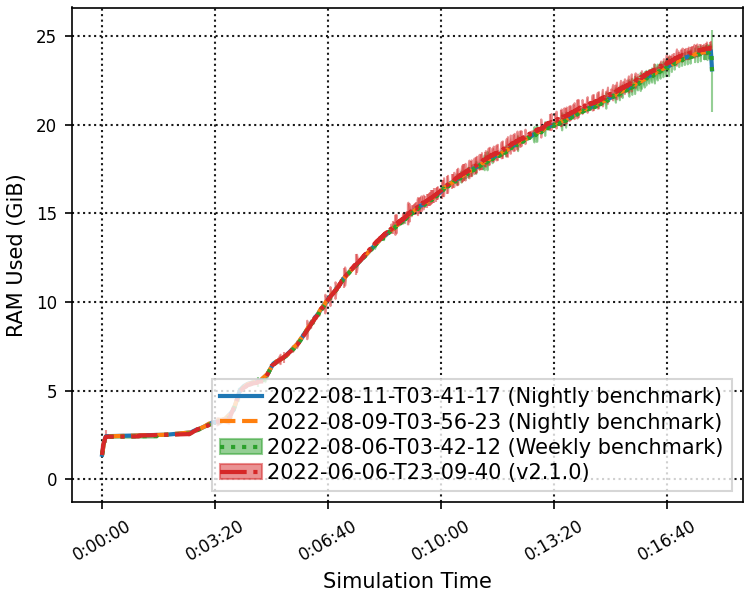 25
20
15
10
5
0
RAM Used (GiB)
2022-08-11-T03-41-17 (Nightly benchmark)
2022-08-09-T03-56-23 (Nightly benchmark)
2022-08-06-T03-42-12 (Weekly benchmark)
2022-06-06-T23-09-40 (v2.1.0)
0:00:00 0:03:20 0:06:40 0:10:00 0:13:20 0:16:40
Simulation Time